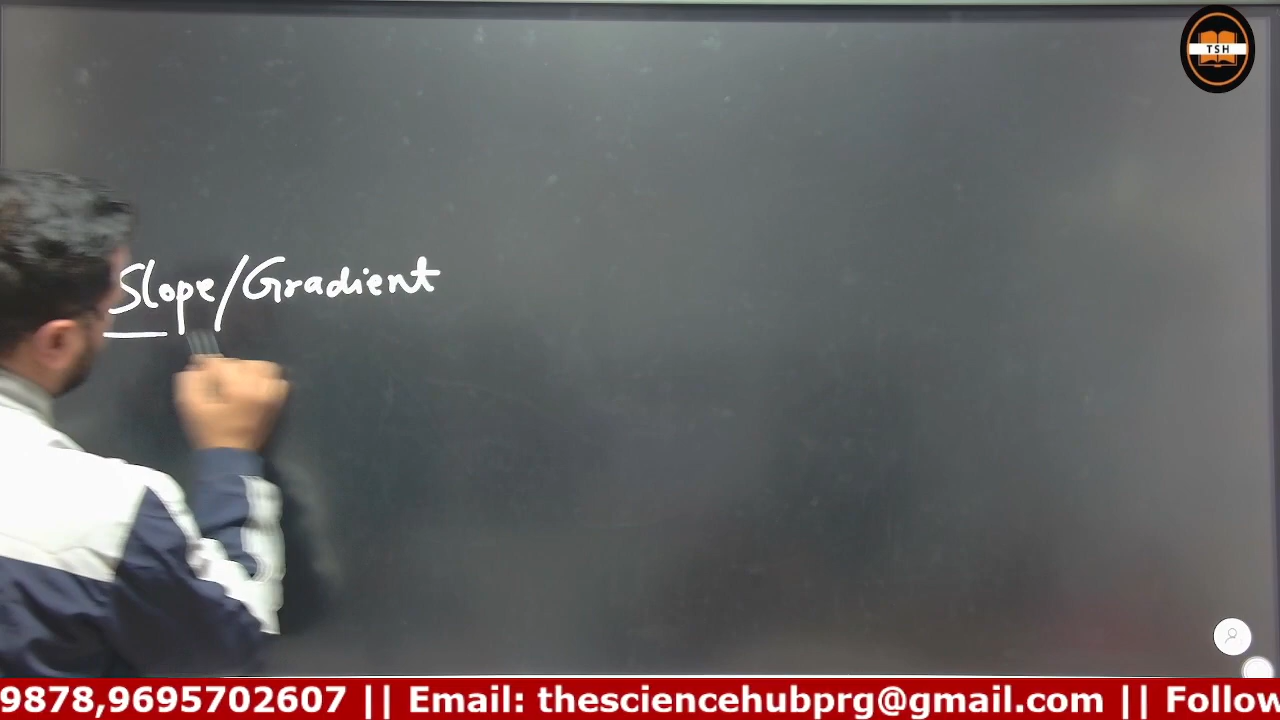 TSH
Slope/Gradient
9878,9695702607 || Email: thesciencehubprg@gmail.com || Follow